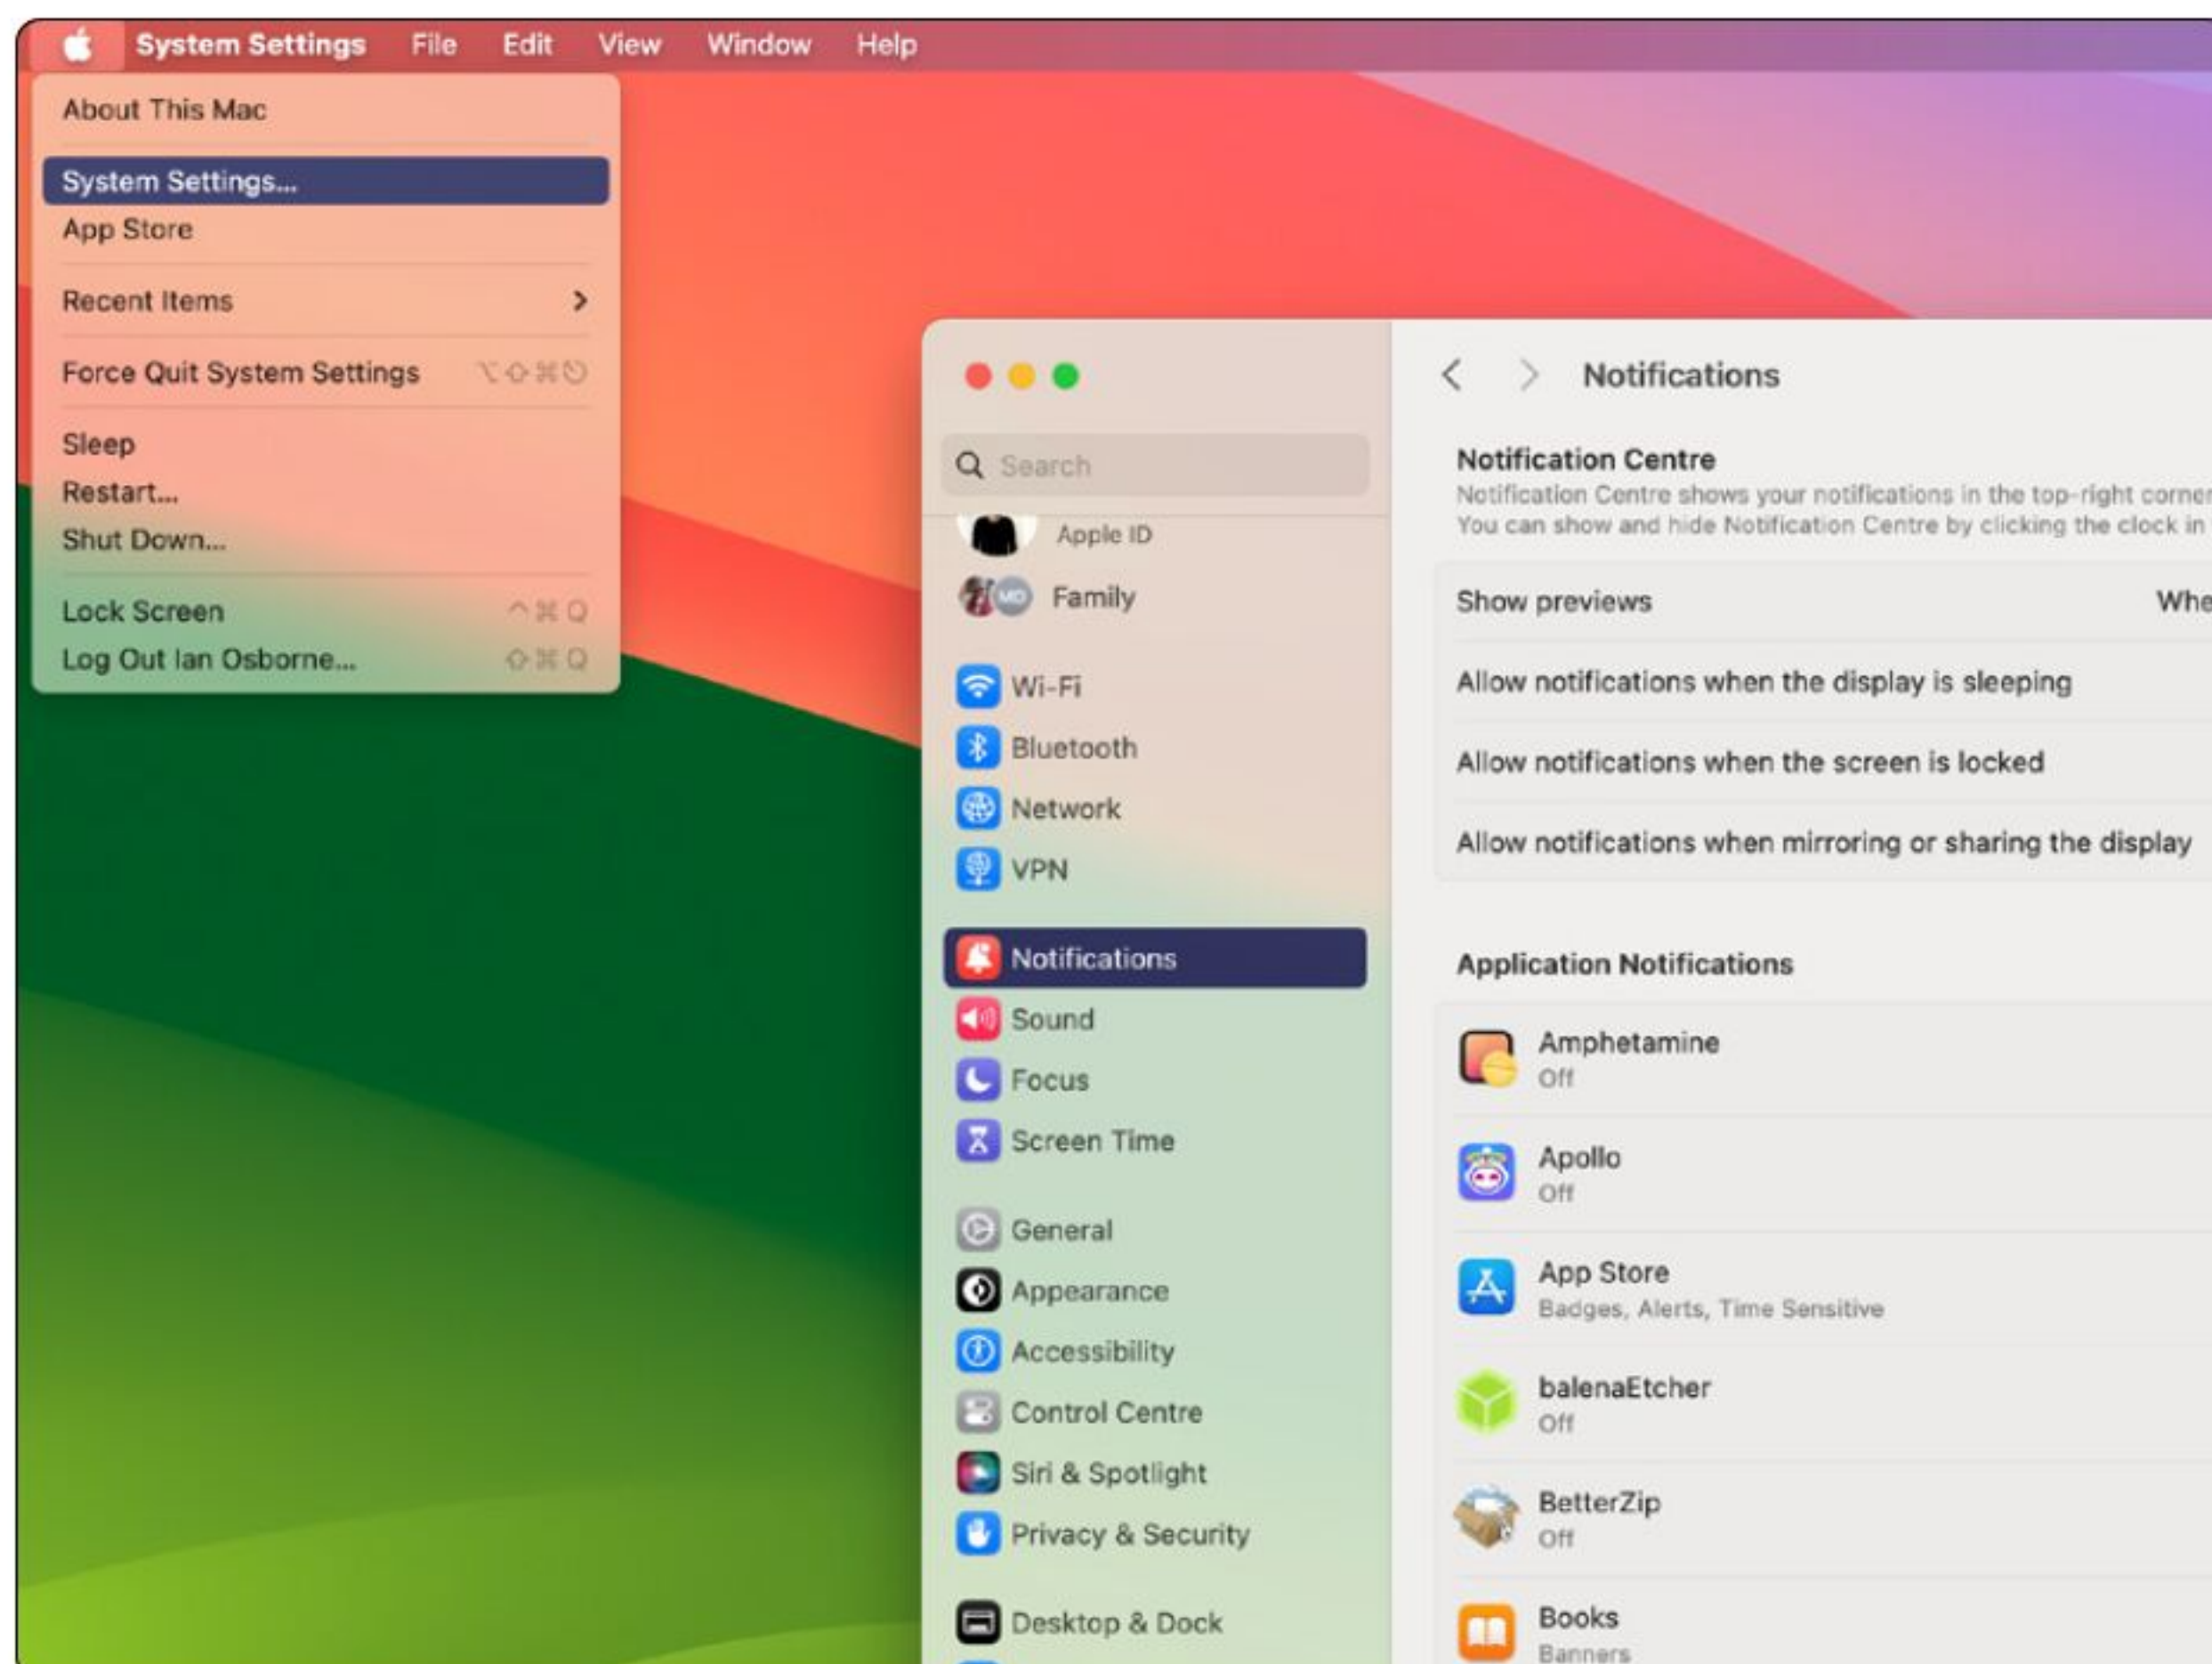 System Settings File Edit View Window Help
About This Mac
System Settings...
App Store
Recent Items
Force Quit System Settings ⌥⇧⌘⎋
Sleep
Restart...
Shut Down...
Lock Screen ^⌘Q
Log Out Ian Osborne... ⇧⌘Q
Search
Apple ID
Family
Wi-Fi
Bluetooth
Network
VPN
Notifications
Sound
Focus
Screen Time
General
Appearance
Accessibility
Control Centre
Siri & Spotlight
Privacy & Security
Desktop & Dock
Notifications
Notification Centre
Notification Centre shows your notifications in the top-right corner
You can show and hide Notification Centre by clicking the clock in
Show previews Whe
Allow notifications when the display is sleeping
Allow notifications when the screen is locked
Allow notifications when mirroring or sharing the display
Application Notifications
Amphetamine
Off
Apollo
Off
App Store
Badges, Alerts, Time Sensitive
balenaEtcher
Off
BetterZip
Off
Books
Banners